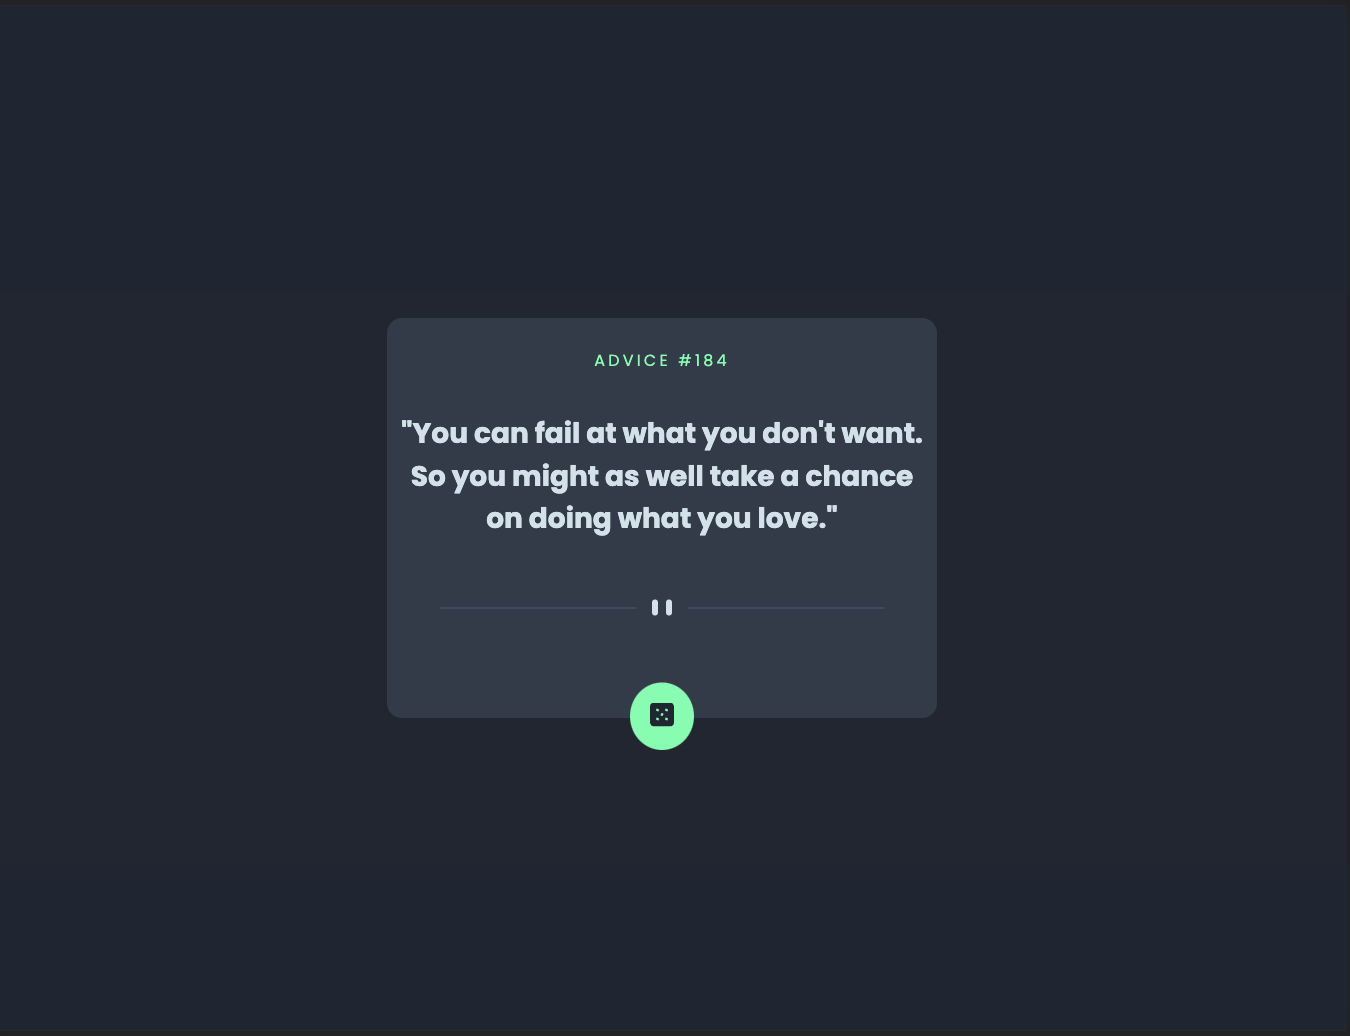 ADVICE #184
"You can fail at what you don't want.
So you might as well take a chance
on doing what you love."